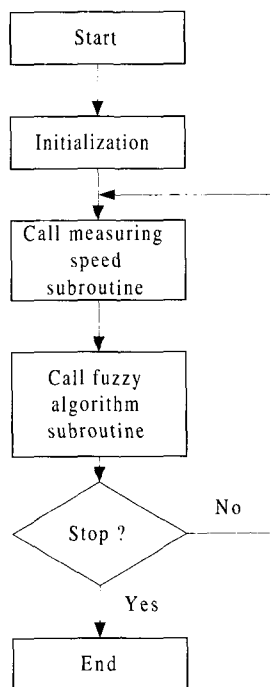 Start
Initialization
Call measuring
speed
subroutine
Call fuzzy
algorithm
subroutine
Stop ?
No
Yes
End